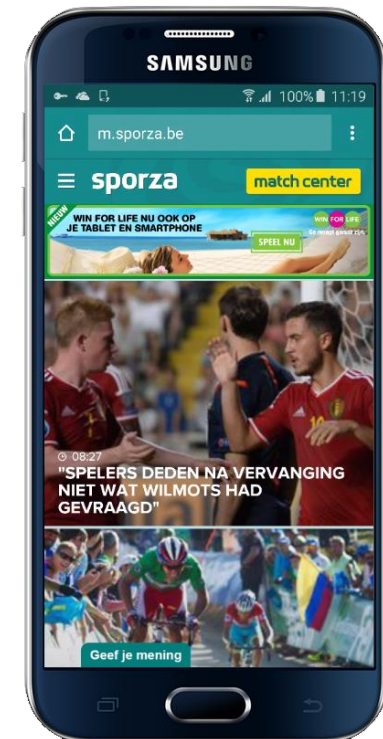 SAMSUNG
100% 11:19
m.sporza.be
sporza
match center
NIEUW
WIN FOR LIFE NU OOK OP
JE TABLET EN SMARTPHONE
WIN FOR LIFE
SPEEL NU
08:27
"SPELERS DEDEN NA VERVANGING
NIET WAT WILMOTS HAD
GEVRAAGD"
10
Geef je mening